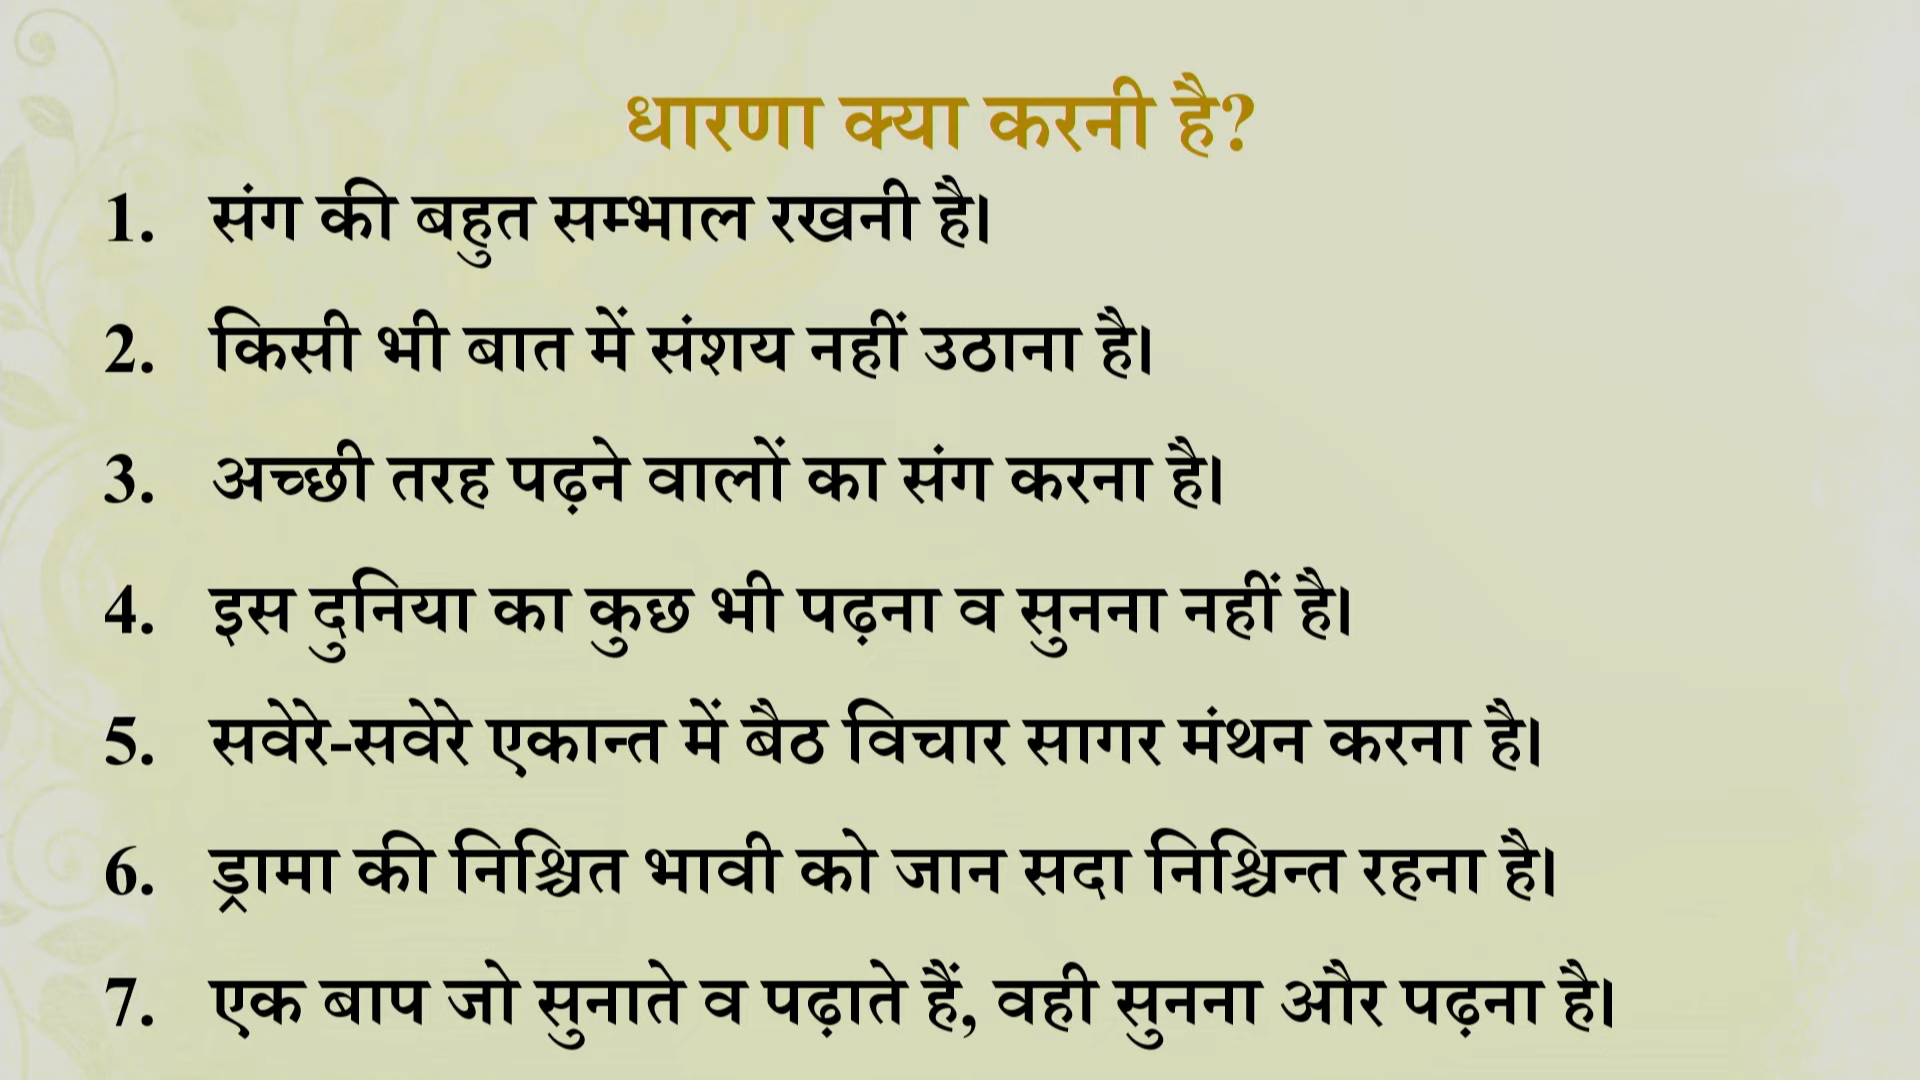 धारणा क्या करनी है?
1. संग की बहुत सम्भाल रखनी है।
2. किसी भी बात में संशय नहीं उठाना है।
3. अच्छी तरह पढ़ने वालों का संग करना है।
4. इस दुनिया का कुछ भी पढ़ना व सुनना नहीं है।
5. सवेरे-सवेरे एकान्त में बैठ विचार सागर मंथन करना है।
6. ड्रामा की निश्चित भावी को जान सदा निश्चिन्त रहना है।
7. एक बाप जो सुनाते व पढ़ाते हैं, वही सुनना और पढ़ना है।